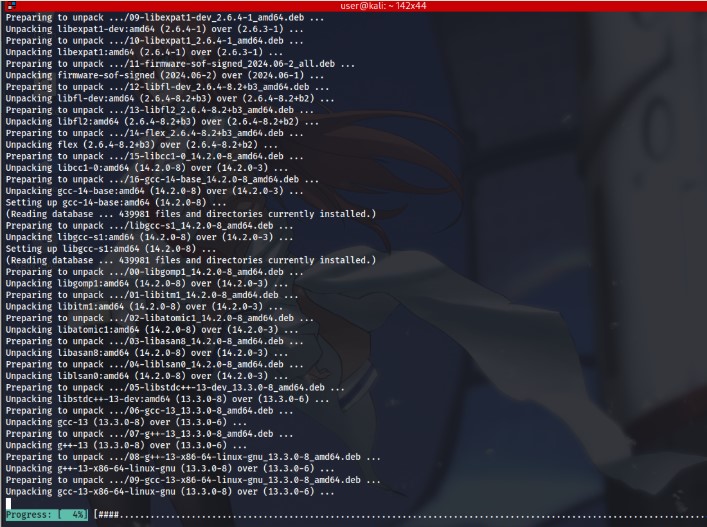 user@kali: ~ 142x44
Preparing to unpack .../09-libexpat1-dev_2.6.4-1_amd64.deb ...
Unpacking libexpat1-dev:amd64 (2.6.4-1) over (2.6.3-1) ...
Preparing to unpack .../10-libexpat1_2.6.4-1_amd64.deb ...
Unpacking libexpat1:amd64 (2.6.4-1) over (2.6.3-1) ...
Preparing to unpack .../11-firmware-sof-signed_2024.06-2_all.deb ...
Unpacking firmware-sof-signed (2024.06-2) over (2024.06-1) ...
Preparing to unpack .../12-libfl-dev_2.6.4-8.2+b3_amd64.deb ...
Unpacking libfl-dev:amd64 (2.6.4-8.2+b3) over (2.6.4-8.2+b2) ...
Preparing to unpack .../13-libfl2_2.6.4-8.2+b3_amd64.deb ...
Unpacking libfl2:amd64 (2.6.4-8.2+b3) over (2.6.4-8.2+b2) ...
Preparing to unpack .../14-flex_2.6.4-8.2+b3_amd64.deb ...
Unpacking flex (2.6.4-8.2+b3) over (2.6.4-8.2+b2) ...
Preparing to unpack .../15-libcc1-0_14.2.0-8_amd64.deb ...
Unpacking libcc1-0:amd64 (14.2.0-8) over (14.2.0-3) ...
Preparing to unpack .../16-gcc-14-base_14.2.0-8_amd64.deb ...
Unpacking gcc-14-base:amd64 (14.2.0-8) over (14.2.0-3) ...
Setting up gcc-14-base:amd64 (14.2.0-8) ...
(Reading database ... 439981 files and directories currently installed.)
Preparing to unpack .../libgcc-s1_14.2.0-8_amd64.deb ...
Unpacking libgcc-s1:amd64 (14.2.0-8) over (14.2.0-3) ...
Setting up libgcc-s1:amd64 (14.2.0-8) ...
(Reading database ... 439981 files and directories currently installed.)
Preparing to unpack .../00-libgomp1_14.2.0-8_amd64.deb ...
Unpacking libgomp1:amd64 (14.2.0-8) over (14.2.0-3) ...
Preparing to unpack .../01-libitm1_14.2.0-8_amd64.deb ...
Unpacking libitm1:amd64 (14.2.0-8) over (14.2.0-3) ...
Preparing to unpack .../02-libatomic1_14.2.0-8_amd64.deb ...
Unpacking libatomic1:amd64 (14.2.0-8) over (14.2.0-3) ...
Preparing to unpack .../03-libasan8_14.2.0-8_amd64.deb ...
Unpacking libasan8:amd64 (14.2.0-8) over (14.2.0-3) ...
Preparing to unpack .../04-liblsan0_14.2.0-8_amd64.deb ...
Unpacking liblsan0:amd64 (14.2.0-8) over (14.2.0-3) ...
Preparing to unpack .../05-libstdc++-13-dev_13.3.0-8_amd64.deb ...
Unpacking libstdc++-13-dev:amd64 (13.3.0-8) over (13.3.0-6) ...
Preparing to unpack .../06-gcc-13_13.3.0-8_amd64.deb ...
Unpacking gcc-13 (13.3.0-8) over (13.3.0-6) ...
Preparing to unpack .../07-g++-13_13.3.0-8_amd64.deb ...
Unpacking g++-13 (13.3.0-8) over (13.3.0-6) ...
Preparing to unpack .../08-g++-13-x86-64-linux-gnu_13.3.0-8_amd64.deb ...
Unpacking g++-13-x86-64-linux-gnu (13.3.0-8) over (13.3.0-6) ...
Preparing to unpack .../09-gcc-13-x86-64-linux-gnu_13.3.0-8_amd64.deb ...
Unpacking gcc-13-x86-64-linux-gnu (13.3.0-8) over (13.3.0-6) ...
Progress: [  4%] [####.....................................................................................................................